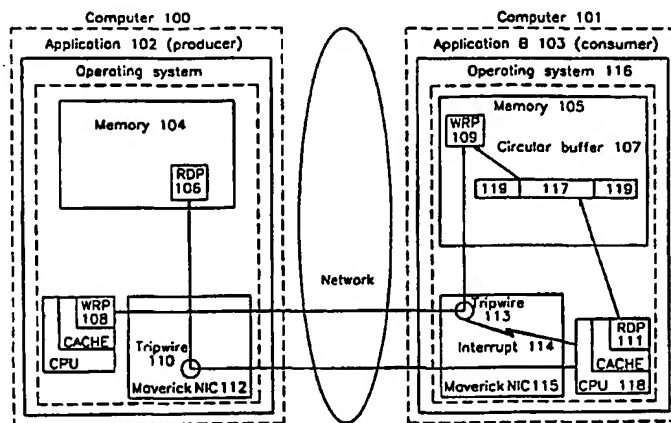 Computer 100
Application 102 (producer)
Operating system
Memory 104
RDP
106
WRP
108
CACHE
CPU
Tripwire
110
Maverick NIC 112
Network
Computer 101
Application B 103 (consumer)
Operating system 116
Memory 105
WRP
109
Circular buffer 107
119
117
119
Tripwire
113
Interrupt 114
Maverick NIC 115
RDP
111
CACHE
CPU 118